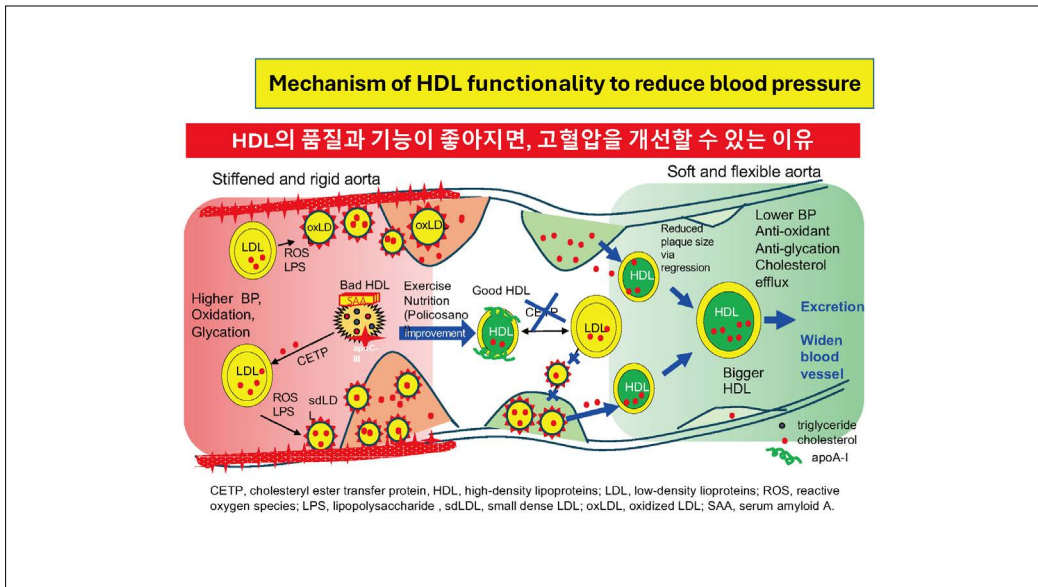 Mechanism of HDL functionality to reduce blood pressure
HDL의 품질과 기능이 좋아지면, 고혈압을 개선할 수 있는 이유
Stiffened and rigid aorta
Soft and flexible aorta
LDL
ROS
LPS
oxLD
oxLDL
Higher BP,
Oxidation,
Glycation
Bad HDL
SAA
apoC-
III
CETP
LDL
ROS
LPS
sdLD
L
Exercise
Nutrition
(Policosano
improvement
Good HDL
HDL
CETP
LDL
HDL
Reduced
plaque size
via
regression
HDL
Lower BP
Anti-oxidant
Anti-glycation
Cholesterol
efflux
HDL
Bigger
HDL
Excretion
Widen
blood
vessel
triglyceride
cholesterol
apoA-I
CETP, cholesteryl ester transfer protein, HDL, high-density lipoproteins; LDL, low-density lioproteins; ROS, reactive
oxygen species; LPS, lipopolysaccharide , sdLDL, small dense LDL; oxLDL, oxidized LDL; SAA, serum amyloid A.